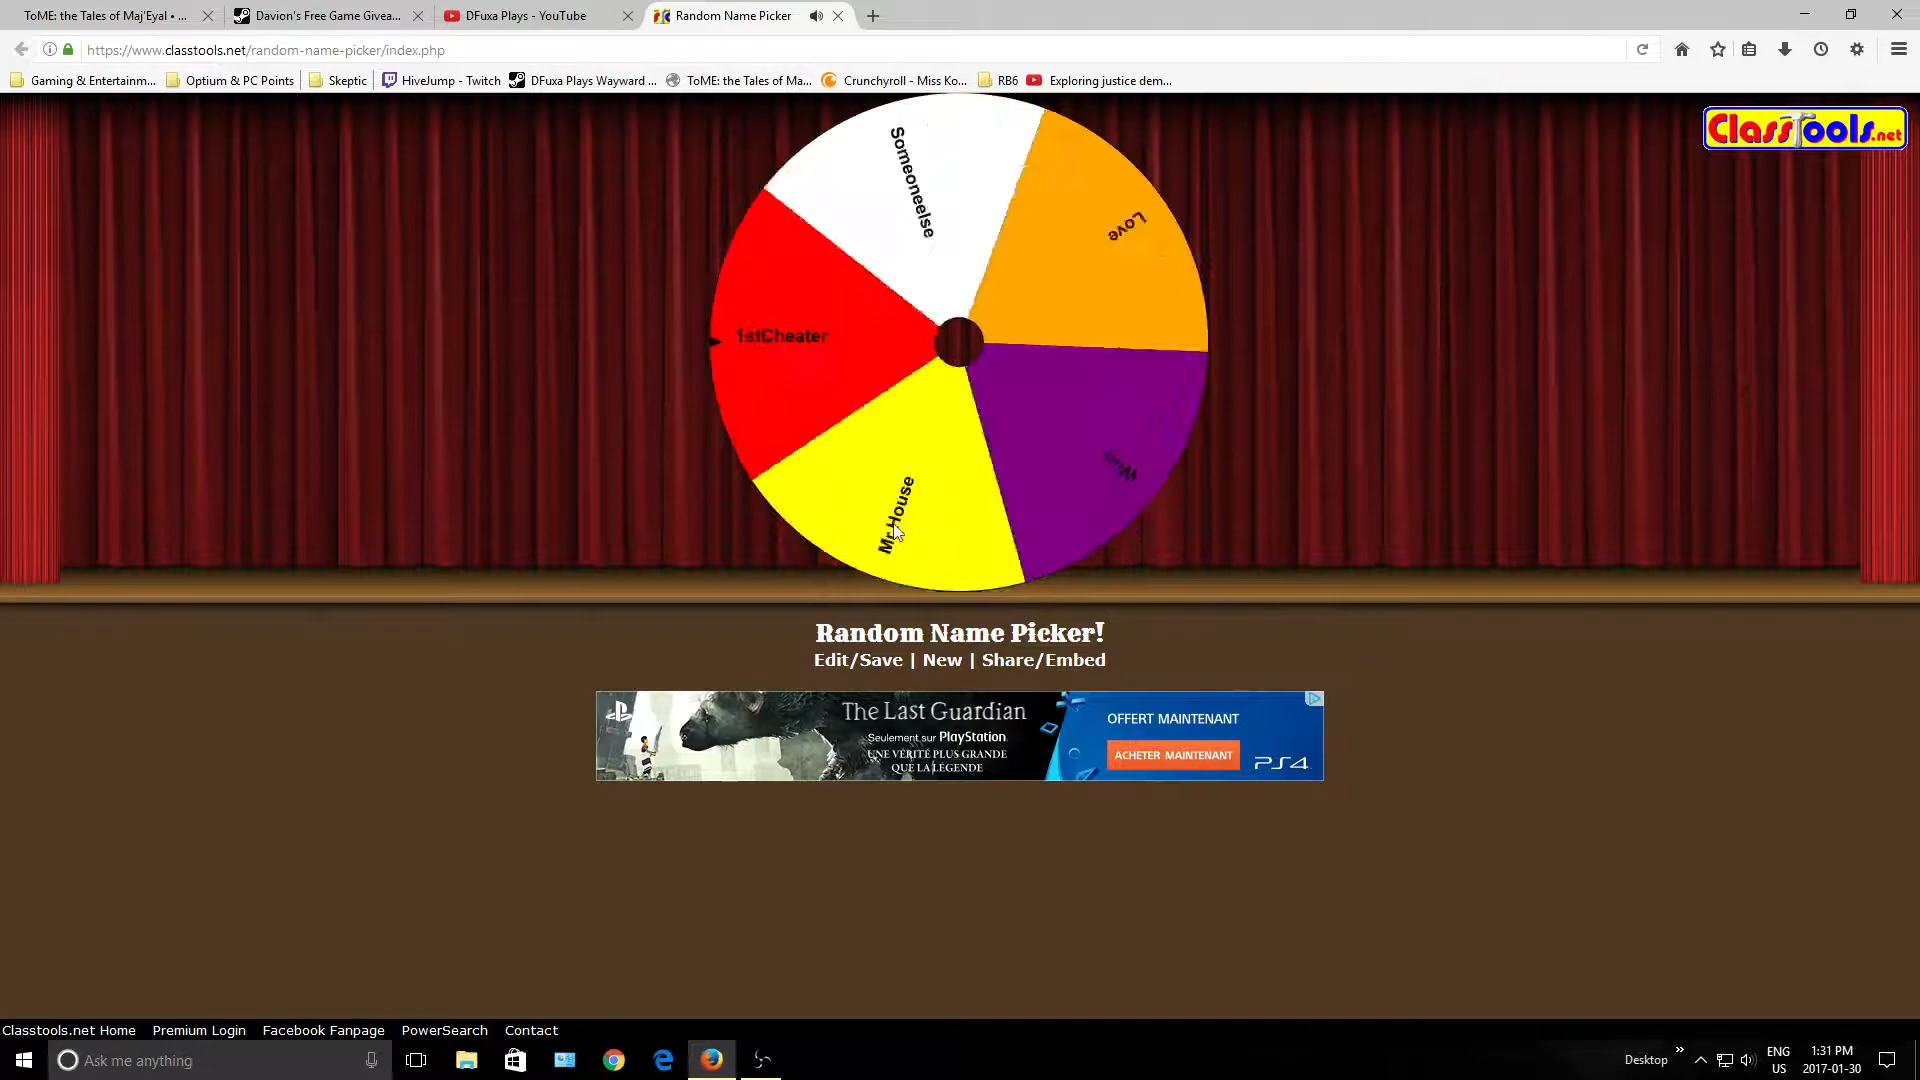 ToME: the Tales of Maj'Eyal • ...
Davion's Free Game Givea...
DFuxa Plays - YouTube
Random Name Picker
https://www.classtools.net/random-name-picker/index.php
Gaming & Entertainm...
Optium & PC Points
Skeptic
HiveJump - Twitch
DFuxa Plays Wayward ...
ToME: the Tales of Ma...
Crunchyroll - Miss Ko...
RB6
Exploring justice dem...
ClassTools.net
Someoneelse
Love
1stCheater
MrHouse
Random Name Picker!
Edit/Save | New | Share/Embed
The Last Guardian
Seulement sur PlayStation
UNE VÉRITÉ PLUS GRANDE
QUE LA LÉGENDE
OFFERT MAINTENANT
ACHETER MAINTENANT
PS4
Classtools.net Home
Premium Login
Facebook Fanpage
PowerSearch
Contact
Ask me anything
Desktop
ENG
US
1:31 PM
2017-01-30